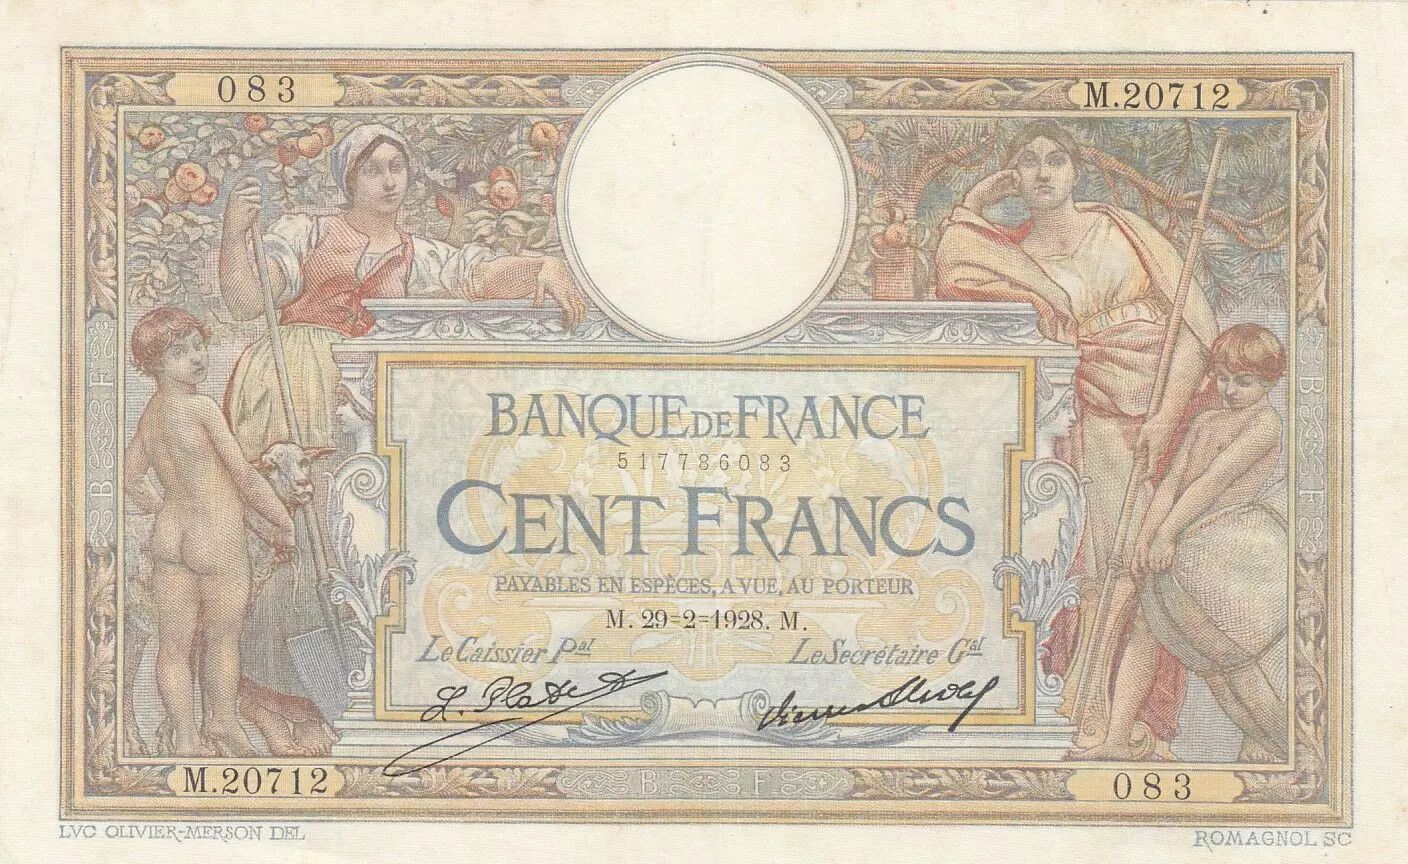 083
M.20712
BANQUE DE FRANCE
517786083
CENT FRANCS
PAYABLES EN ESPÈCES, A VUE, AU PORTEUR
M. 29=2=1928. M.
Le Caissier Pal
Le Secrétaire Gal
B F
B F
M.20712
B F
083
LVC OLIVIER-MERSON DEL
ROMAGNOL SC